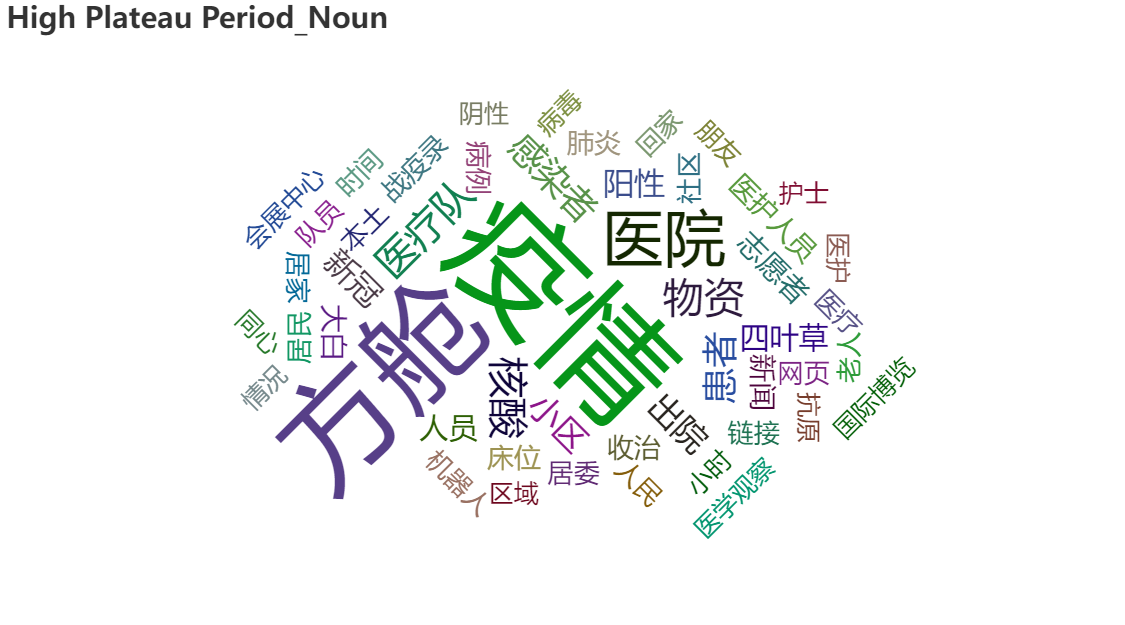 High Plateau Period_Noun
阴性
病毒
肺炎
回家
朋友
病例
感染者
阳性
社区
医护人员
护士
时间
战疫录
会展中心
队员
本土
医疗队
疫情
医院
志愿者
医护
居家
新冠
物资
医疗
同心
居民
大白
方舱
患者
四叶草
老人
情况
核酸
新闻
网页
国际博览
人员
小区
出院
链接
抗原
机器人
床位
区域
居委
收治
人民
小时
医学观察